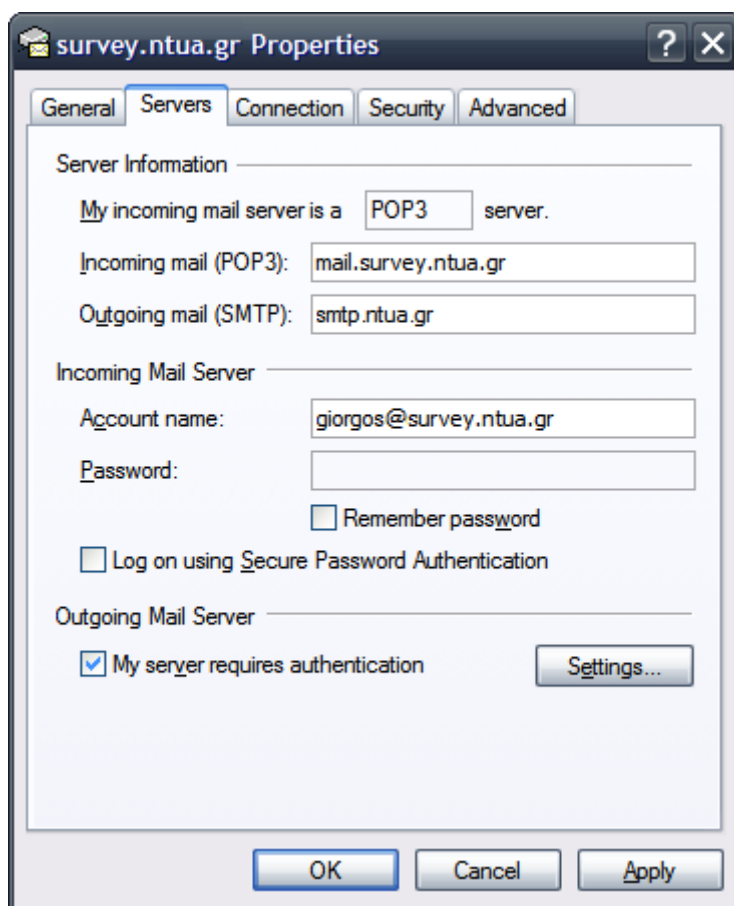 survey.ntua.gr Properties
General Servers Connection Security Advanced
Server Information
My incoming mail server is a POP3 server.
Incoming mail (POP3): mail.survey.ntua.gr
Outgoing mail (SMTP): smtp.ntua.gr
Incoming Mail Server
Account name: giorgos@survey.ntua.gr
Password:
Remember password
Log on using Secure Password Authentication
Outgoing Mail Server
My server requires authentication Settings...
OK Cancel Apply